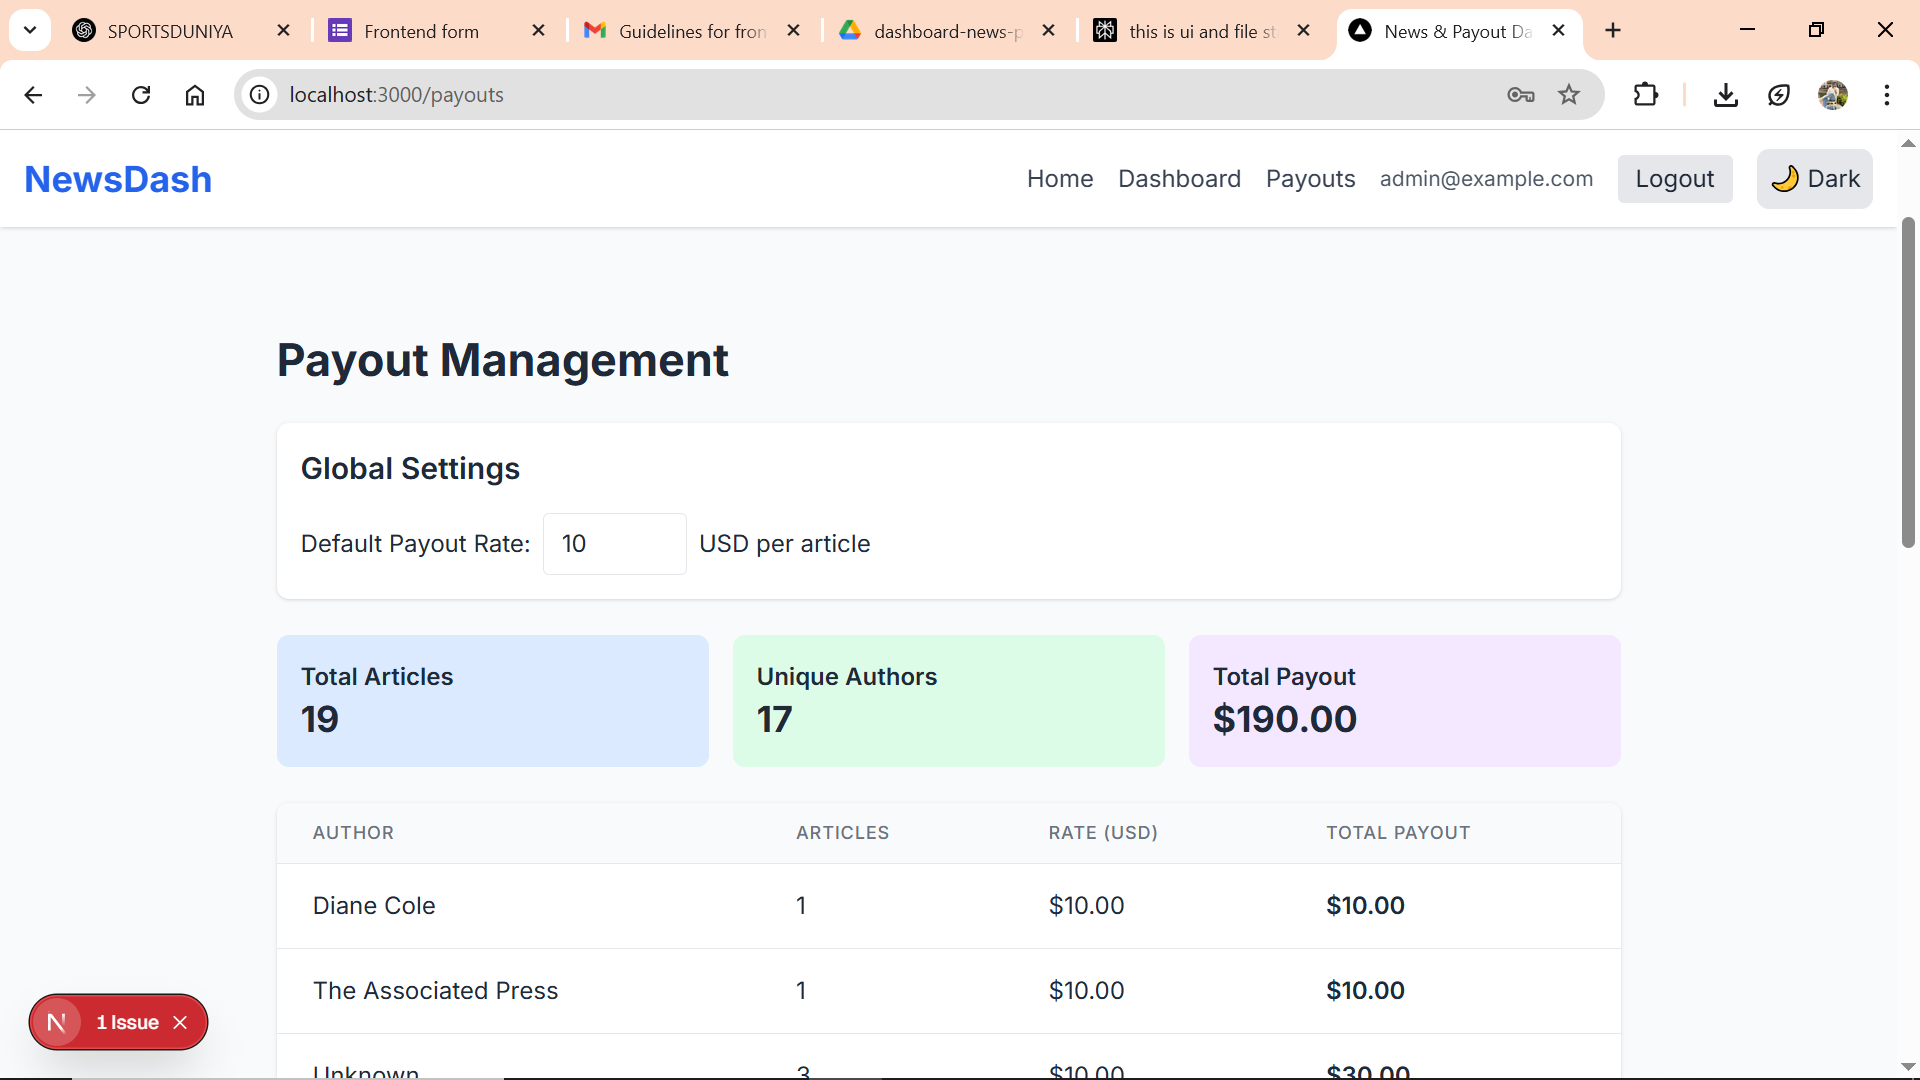 SPORTSDUNIYA
Frontend form
Guidelines for fron
dashboard-news-p
this is ui and file st
News & Payout Da
localhost:3000/payouts
NewsDash
Home
Dashboard
Payouts
admin@example.com
Logout
🌙 Dark
Payout Management
Global Settings
Default Payout Rate: 10 USD per article
Total Articles
19
Unique Authors
17
Total Payout
$190.00
AUTHOR ARTICLES RATE (USD) TOTAL PAYOUT
Diane Cole 1 $10.00 $10.00
The Associated Press 1 $10.00 $10.00
Unknown 3 $10.00 $30.00
N 1 Issue